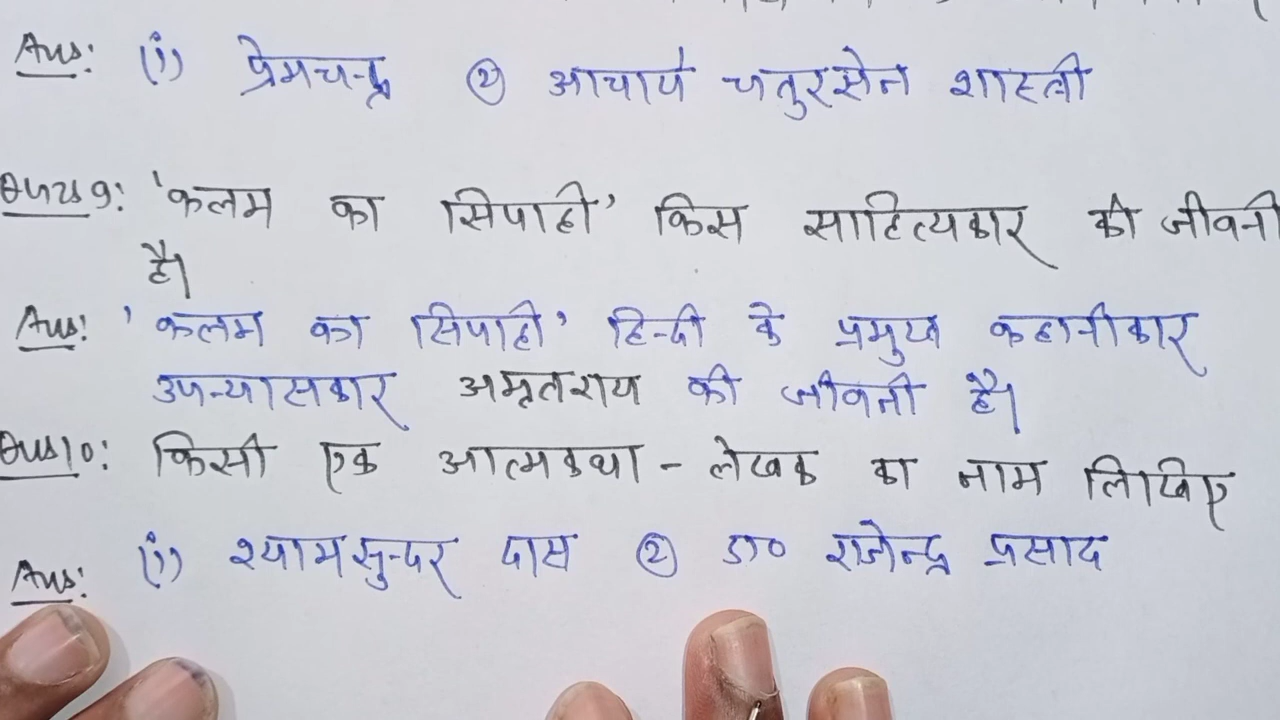 Ans: (i) प्रेमचन्द्र ② आचार्य चतुरसेन शास्त्री
Ques 9: 'कलम का सिपाही' किस साहित्यकार की जीवनी
है।
Ans: 'कलम का सिपाही' हिन्दी के प्रमुख कहानीकार
उपन्यासकार अमृतराय की जीवनी है।
Ques 10: किसी एक आत्मकथा - लेखक का नाम लिखिए
Ans: (i) श्यामसुन्दर दास ② डा० राजेन्द्र प्रसाद